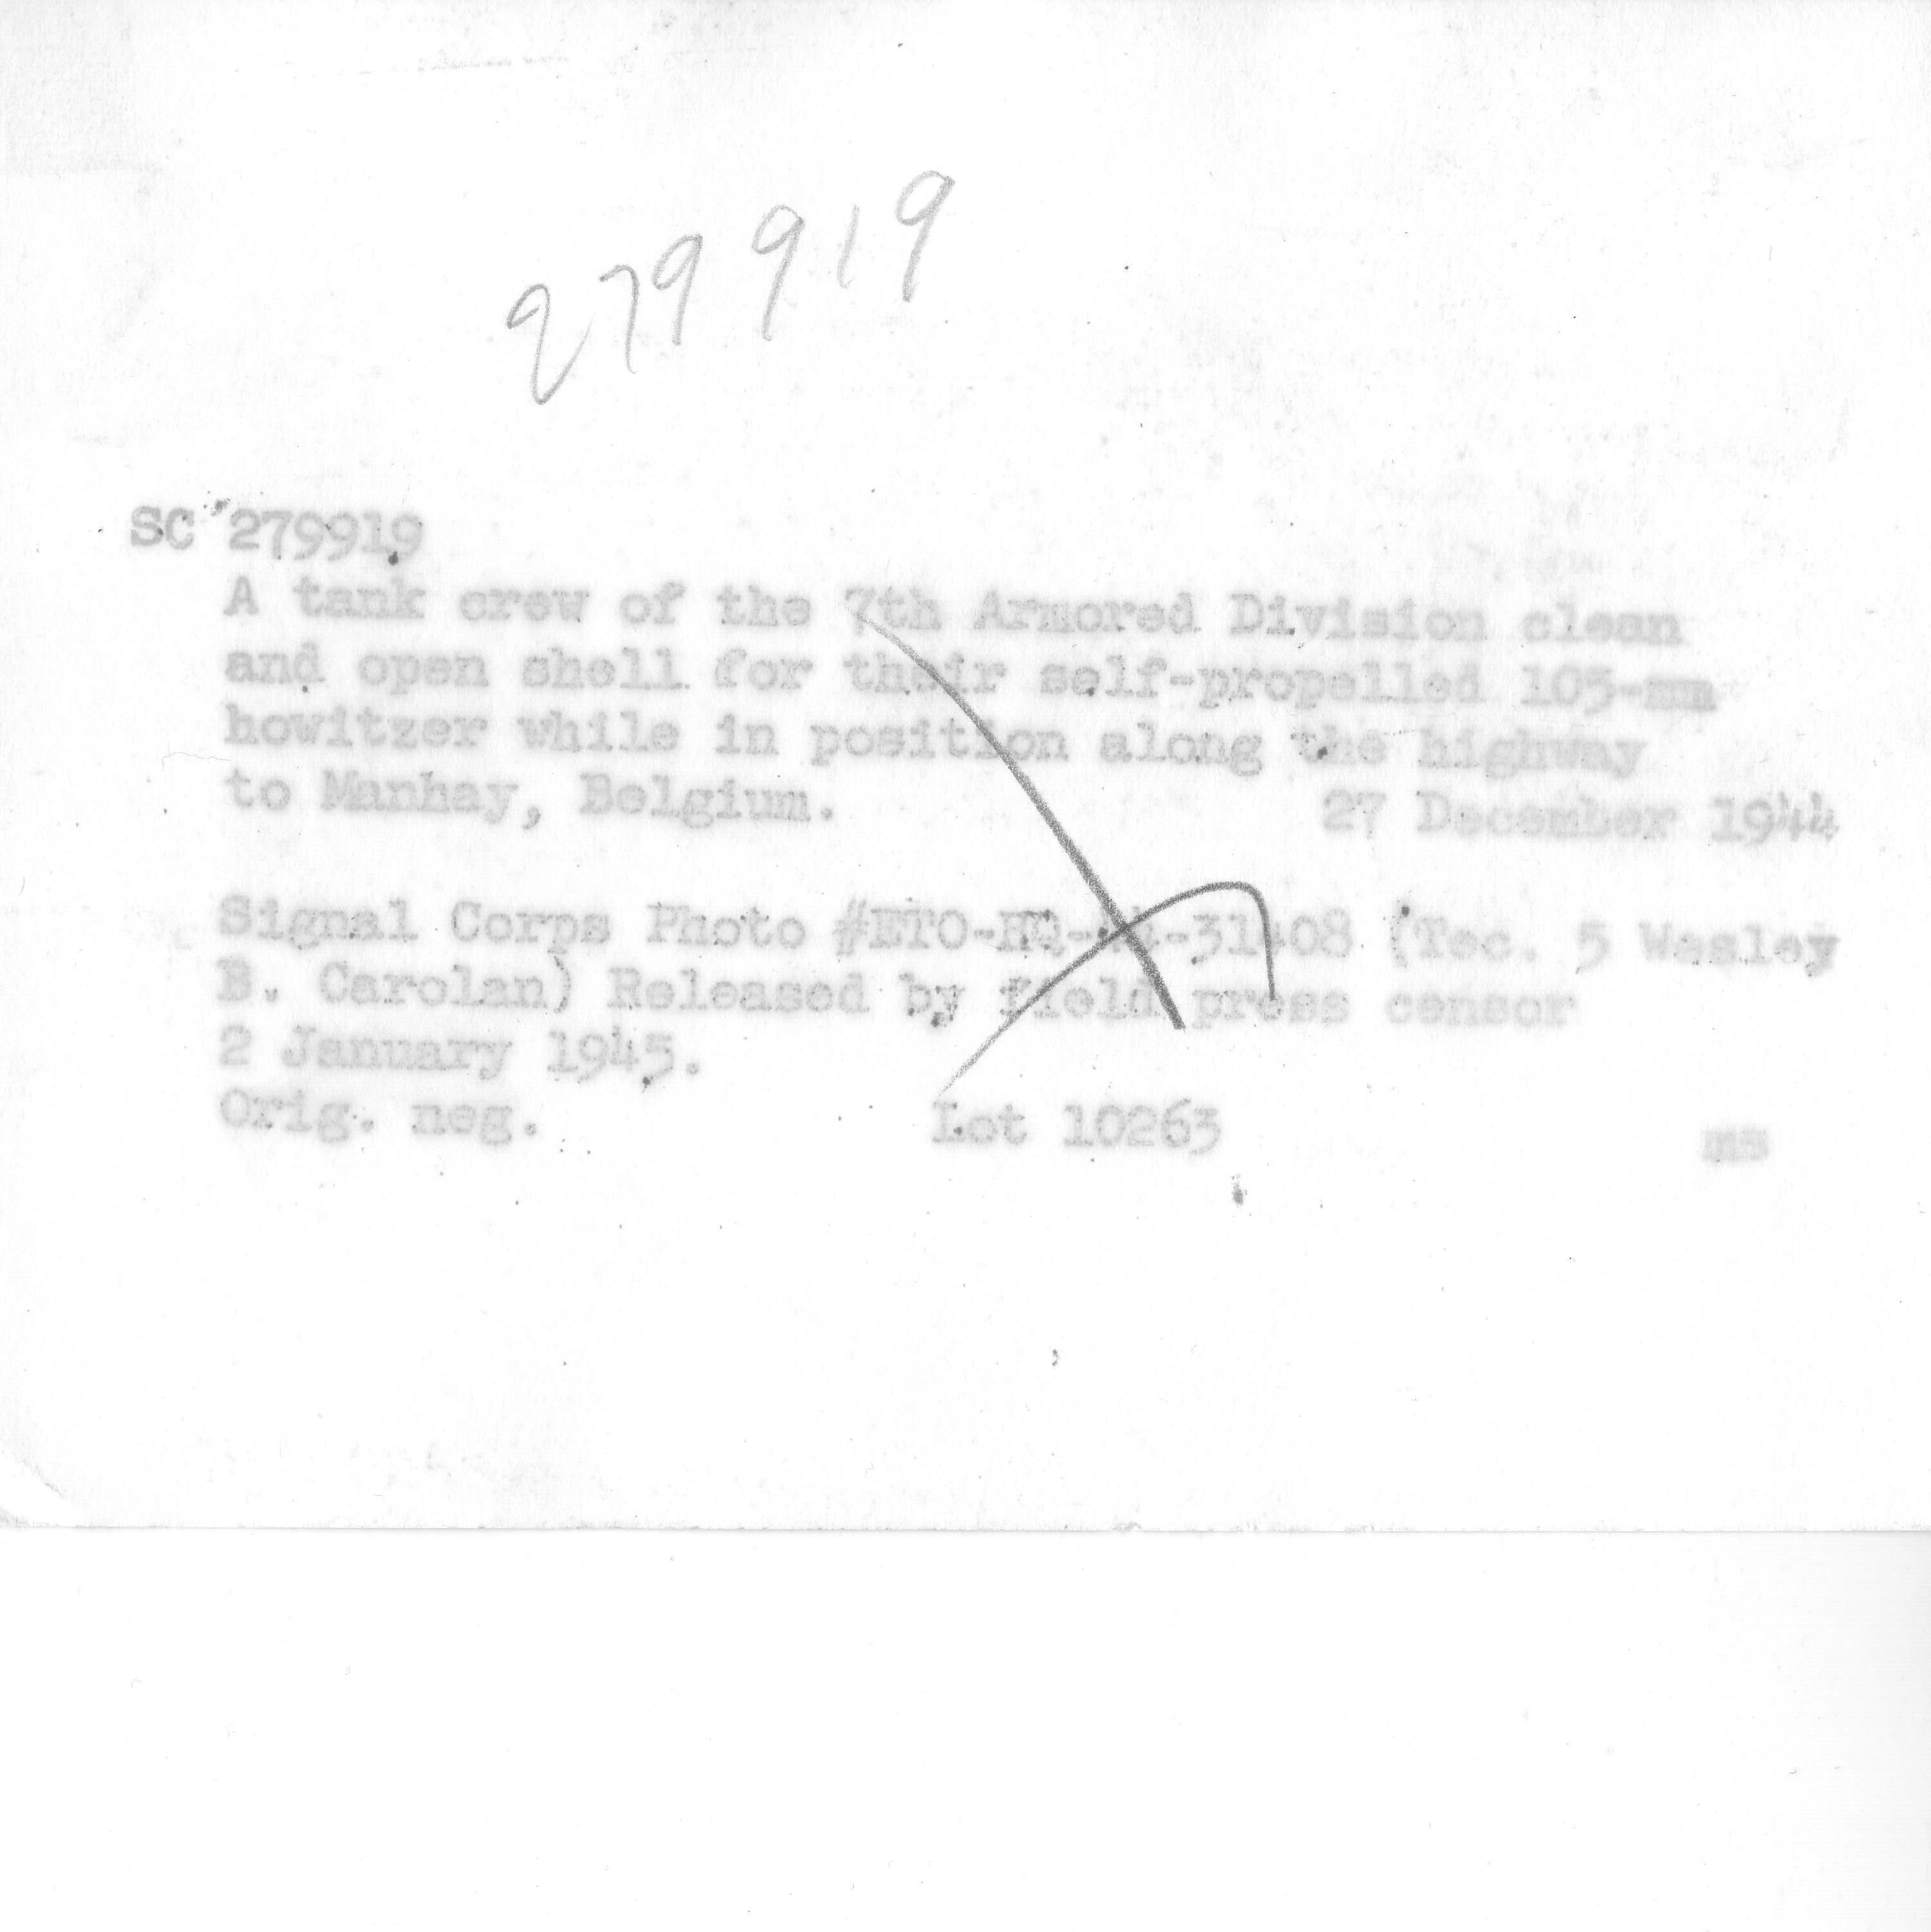 279919
SC 279919
A tank crew of the 7th Armored Division clean
and open shell for their self-propelled 105-mm
howitzer while in position along the highway
to Manhay, Belgium. 27 December 1944
Signal Corps Photo #ETO-HQ- -31408 (Tec. 5 Wesley
B. Carolan) Released by field press censor
2 January 1945.
Orig. neg. Lot 10263 ms